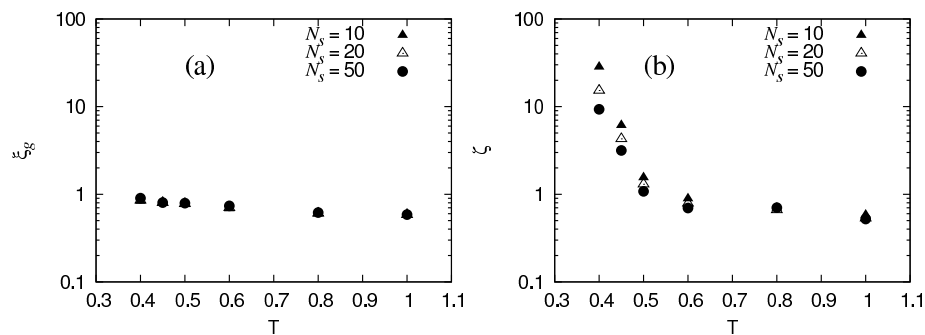 100
10
1
0.1
ξg
(a)
Ns = 10
Ns = 20
Ns = 50
0.3 0.4 0.5 0.6 0.7 0.8 0.9 1 1.1
T
100
10
1
0.1
ζ
(b)
Ns = 10
Ns = 20
Ns = 50
0.3 0.4 0.5 0.6 0.7 0.8 0.9 1 1.1
T